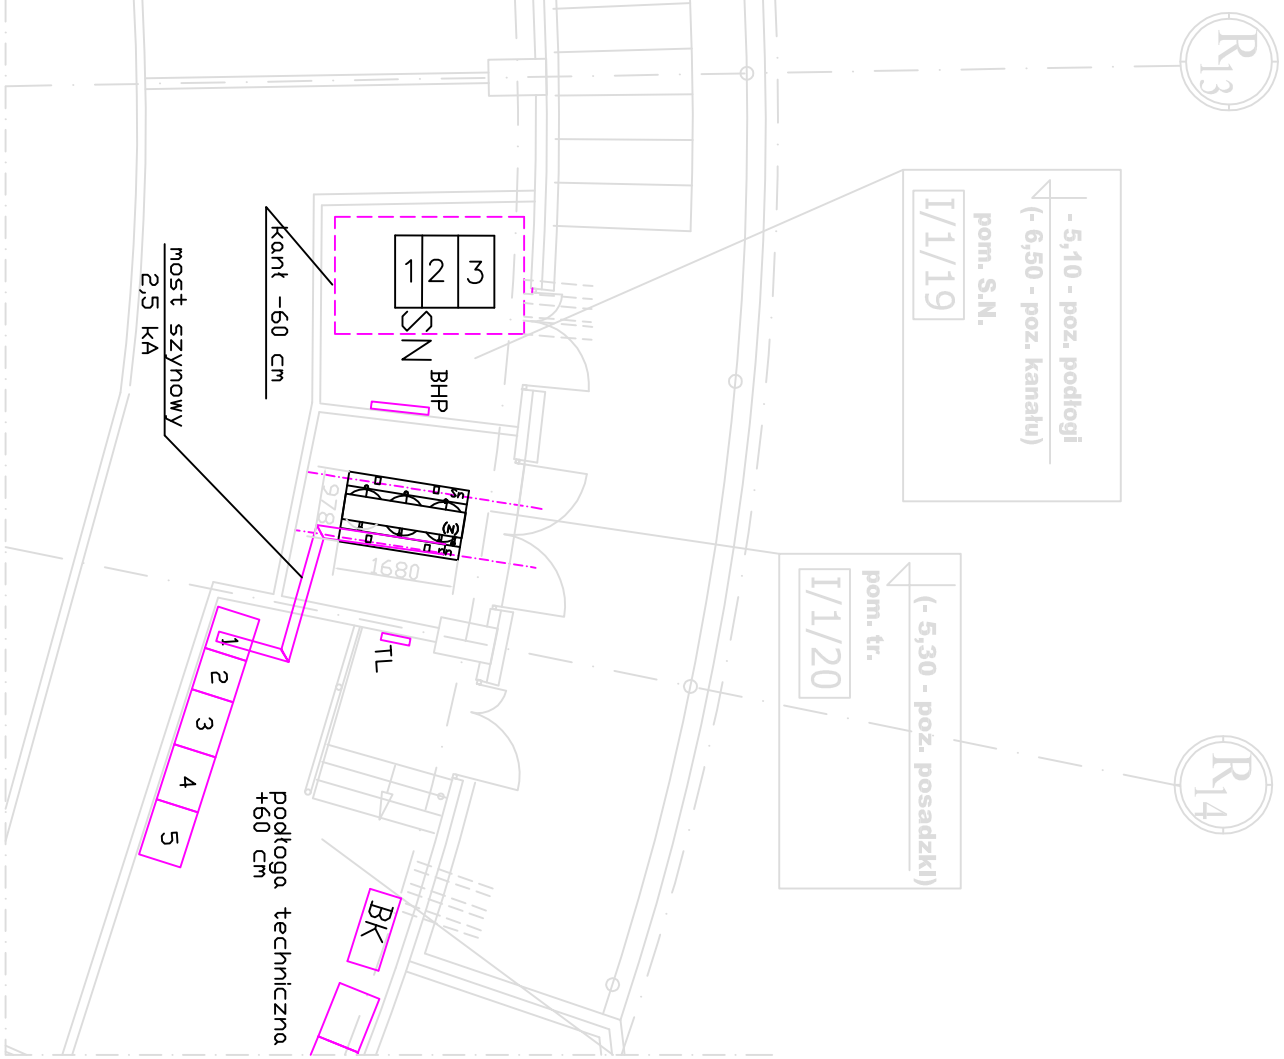 R13
- 5,10 - poz. podłogi
(- 6,50 - poz. kanału)
pom. S.N.
I/1/19
1 2 3
SN
BHP
kant -60 cm
most szynowy
2,5 kA
978
1680
TL
(- 5,30 - poz. posadzki)
pom. tr.
I/1/20
R14
1
2
3
4
5
podłoga techniczna
+60 cm
BK